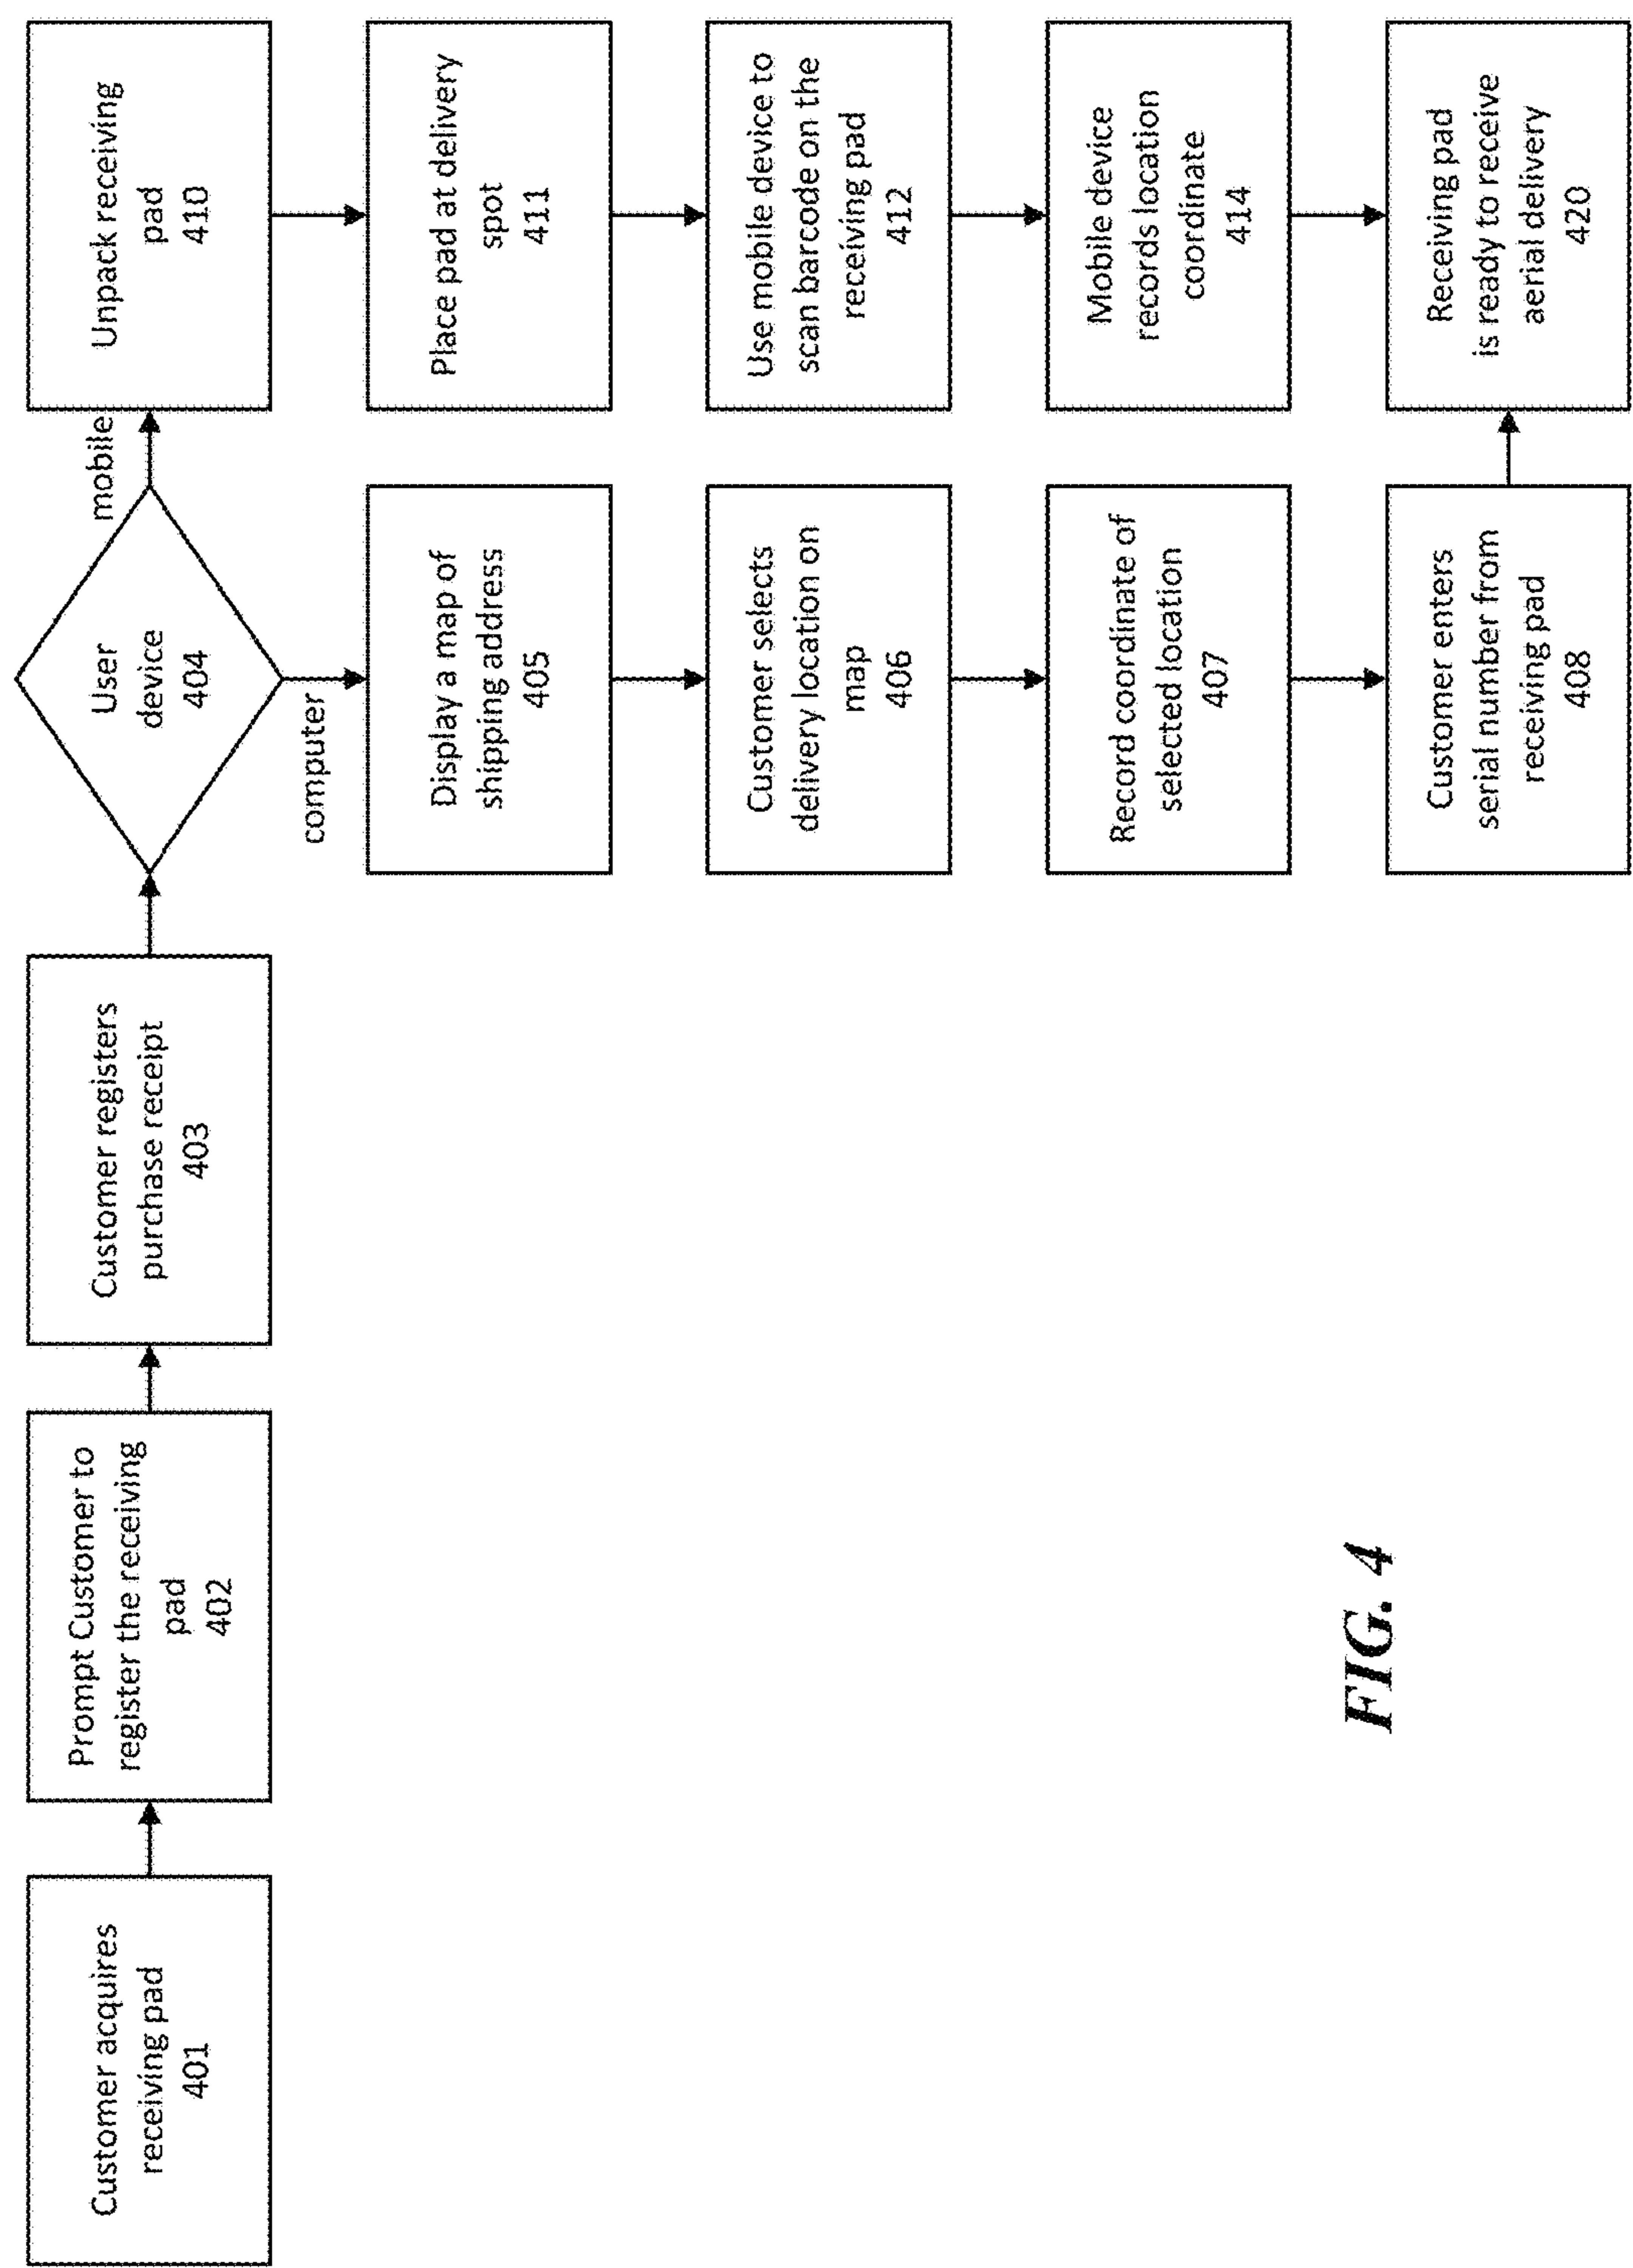 Customer acquires
receiving pad
401
Prompt Customer to
register the receiving
pad
402
Customer registers
purchase receipt
403
User
device
404
mobile
computer
Unpack receiving
pad
410
Display a map of
shipping address
405
Place pad at delivery
spot
411
Customer selects
delivery location on
map
406
Use mobile device to
scan barcode on the
receiving pad
412
Record coordinate of
selected location
407
Mobile device
records location
coordinate
414
Customer enters
serial number from
receiving pad
408
Receiving pad
is ready to receive
aerial delivery
420
FIG. 4